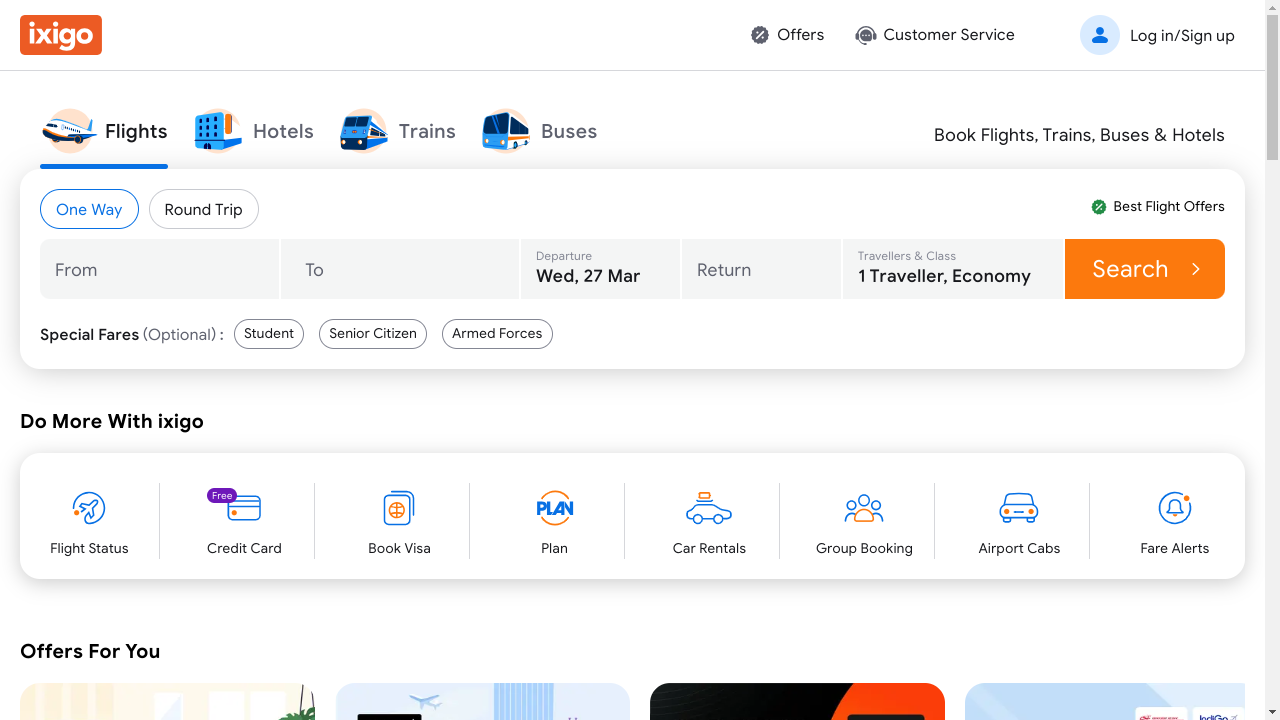 ixigo
Offers
Customer Service
Log in/Sign up
Flights
Hotels
Trains
Buses
Book Flights, Trains, Buses & Hotels
One Way
Round Trip
Best Flight Offers
From
To
Departure
Wed, 27 Mar
Return
Travellers & Class
1 Traveller, Economy
Search
Special Fares (Optional) :
Student
Senior Citizen
Armed Forces
Do More With ixigo
Flight Status
Free
Credit Card
Book Visa
PLAN
Plan
Car Rentals
Group Booking
Airport Cabs
Fare Alerts
Offers For You
IndiGo